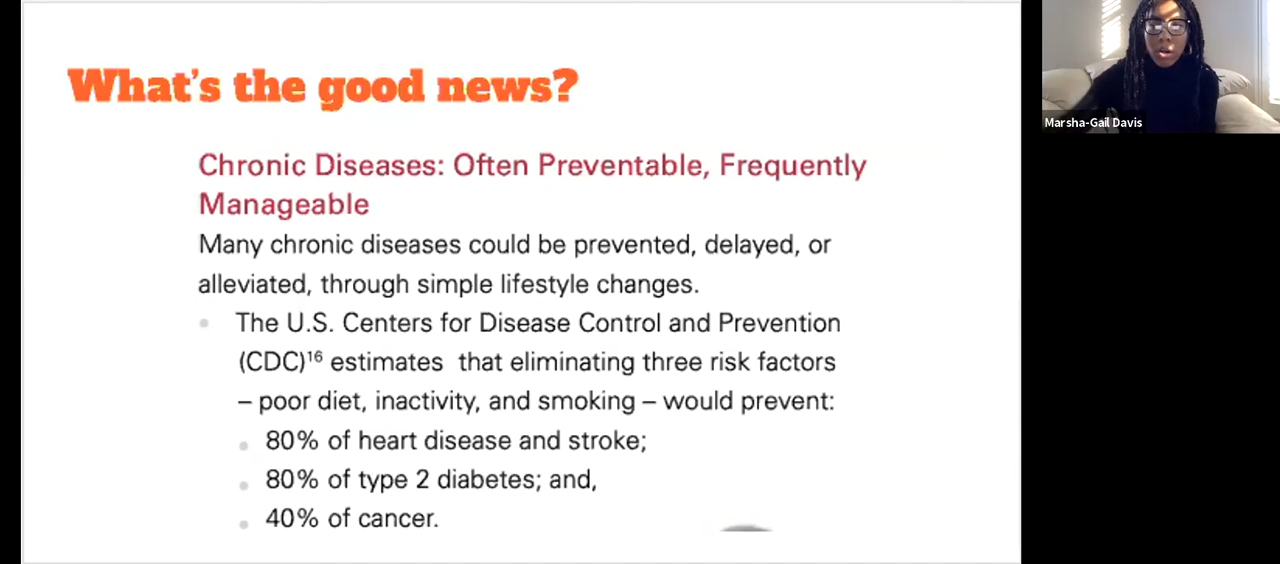 What's the good news?
Chronic Diseases: Often Preventable, Frequently
Manageable
Many chronic diseases could be prevented, delayed, or
alleviated, through simple lifestyle changes.
• The U.S. Centers for Disease Control and Prevention
(CDC)¹⁶ estimates that eliminating three risk factors
– poor diet, inactivity, and smoking – would prevent:
• 80% of heart disease and stroke;
• 80% of type 2 diabetes; and,
• 40% of cancer.
Marsha-Gail Davis